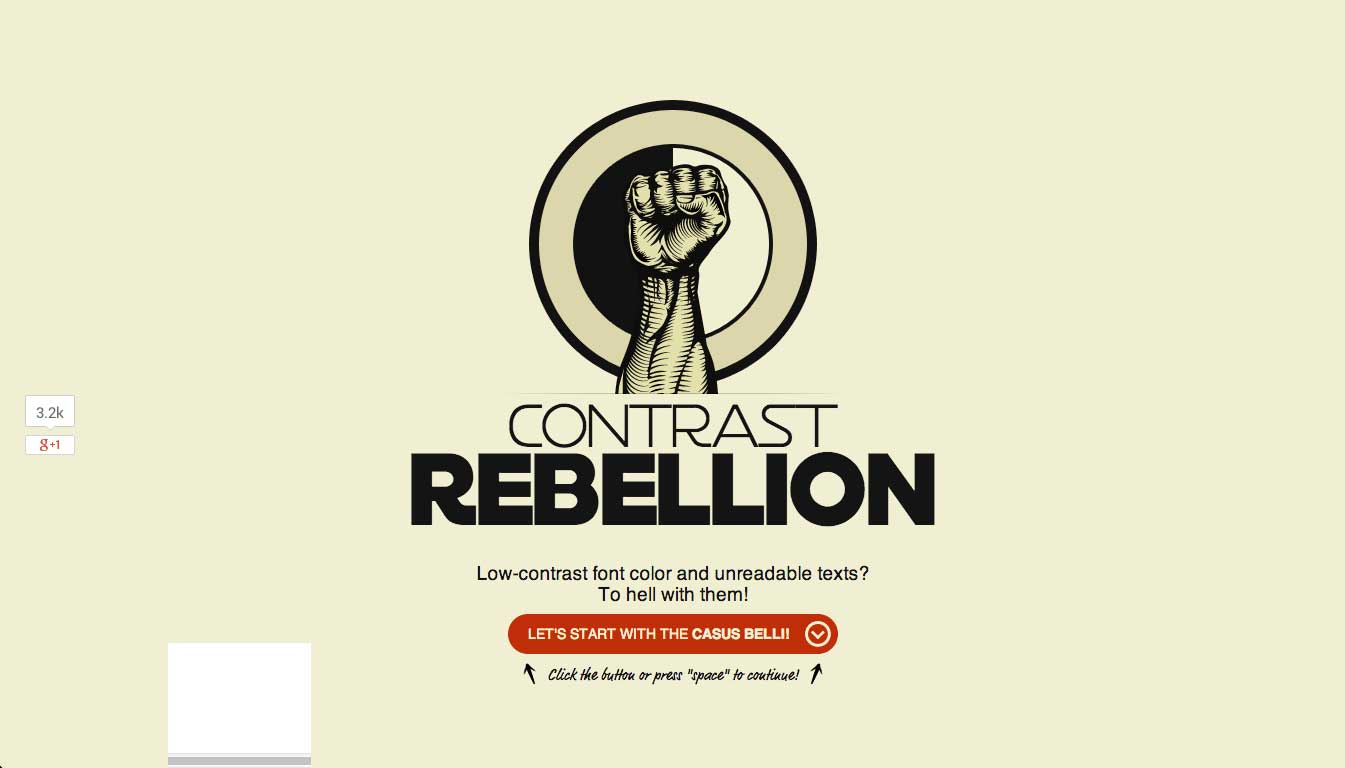 CONTRAST
REBELLION
Low-contrast font color and unreadable texts?
To hell with them!
LET'S START WITH THE CASUS BELLI!
Click the button or press "space" to continue!
3.2k
g+1